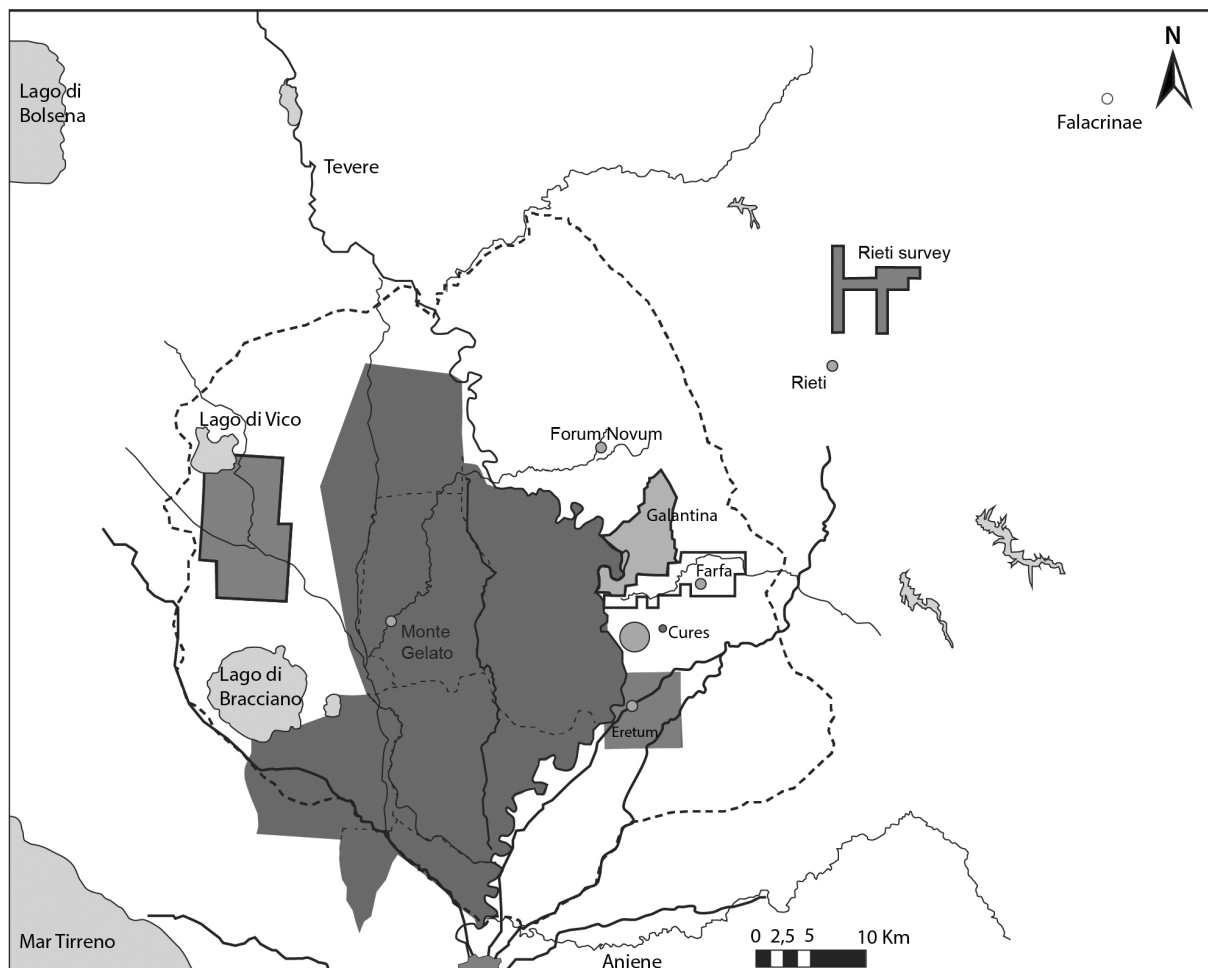 N
Lago di
Bolsena
Falacrinae
Tevere
Rieti survey
Rieti
Lago di Vico
Forum Novum
Galantina
Farfa
Monte
Gelato
Cures
Lago di
Bracciano
Eretum
Mar Tirreno
0 2,5 5 10 Km
Aniene